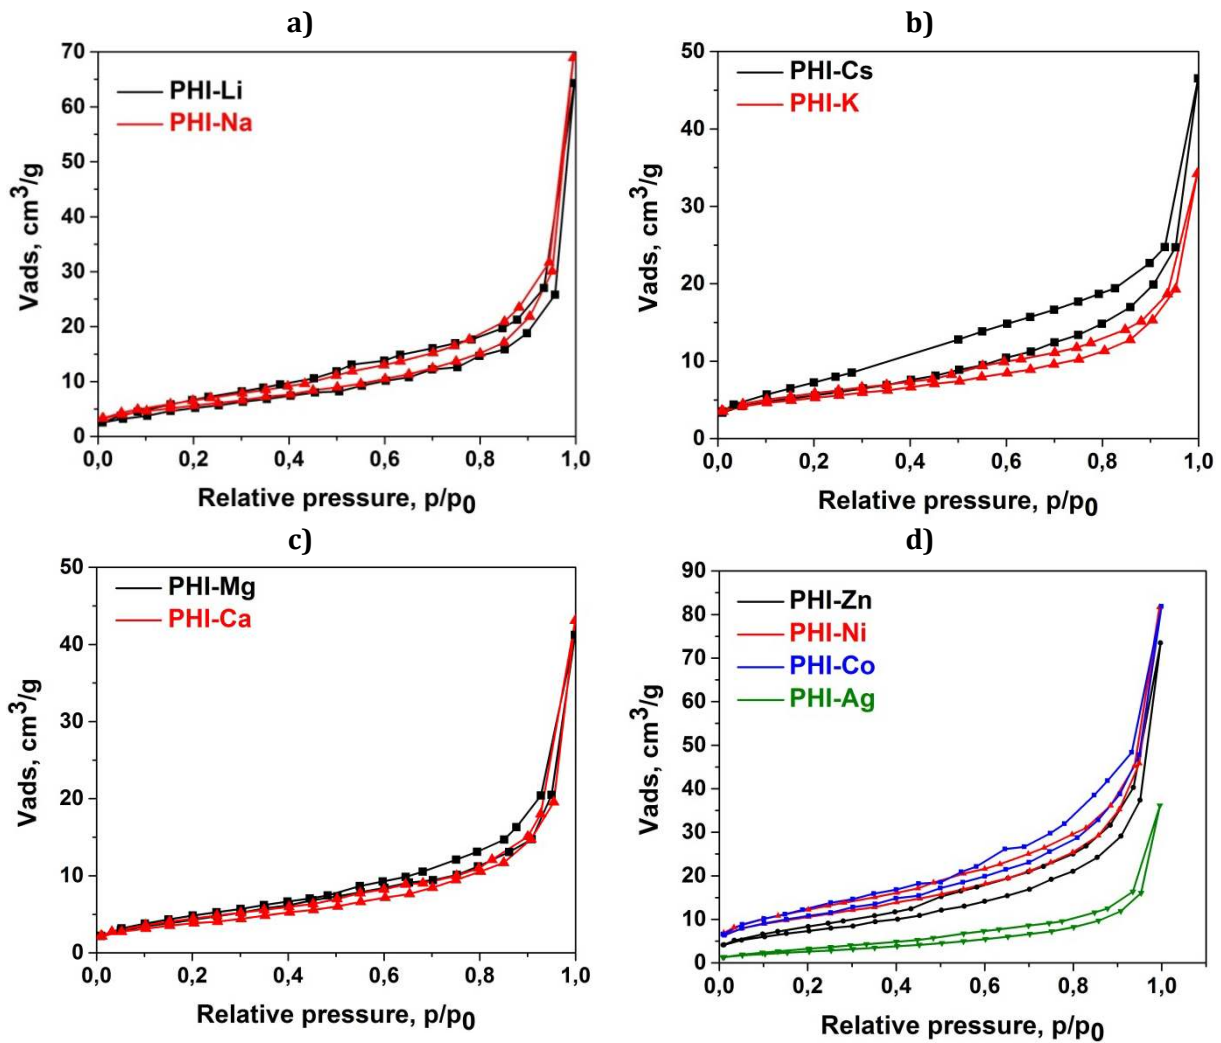 a)
70
60
50
40
30
20
10
0
PHI-Li
PHI-Na
Vads, cm³/g
0,0 0,2 0,4 0,6 0,8 1,0
Relative pressure, p/p₀
b)
50
40
30
20
10
0
PHI-Cs
PHI-K
Vads, cm³/g
0,0 0,2 0,4 0,6 0,8 1,0
Relative pressure, p/p₀
c)
50
40
30
20
10
0
PHI-Mg
PHI-Ca
Vads, cm³/g
0,0 0,2 0,4 0,6 0,8 1,0
Relative pressure, p/p₀
d)
90
80
70
60
50
40
30
20
10
0
PHI-Zn
PHI-Ni
PHI-Co
PHI-Ag
Vads, cm³/g
0,0 0,2 0,4 0,6 0,8 1,0
Relative pressure, p/p₀